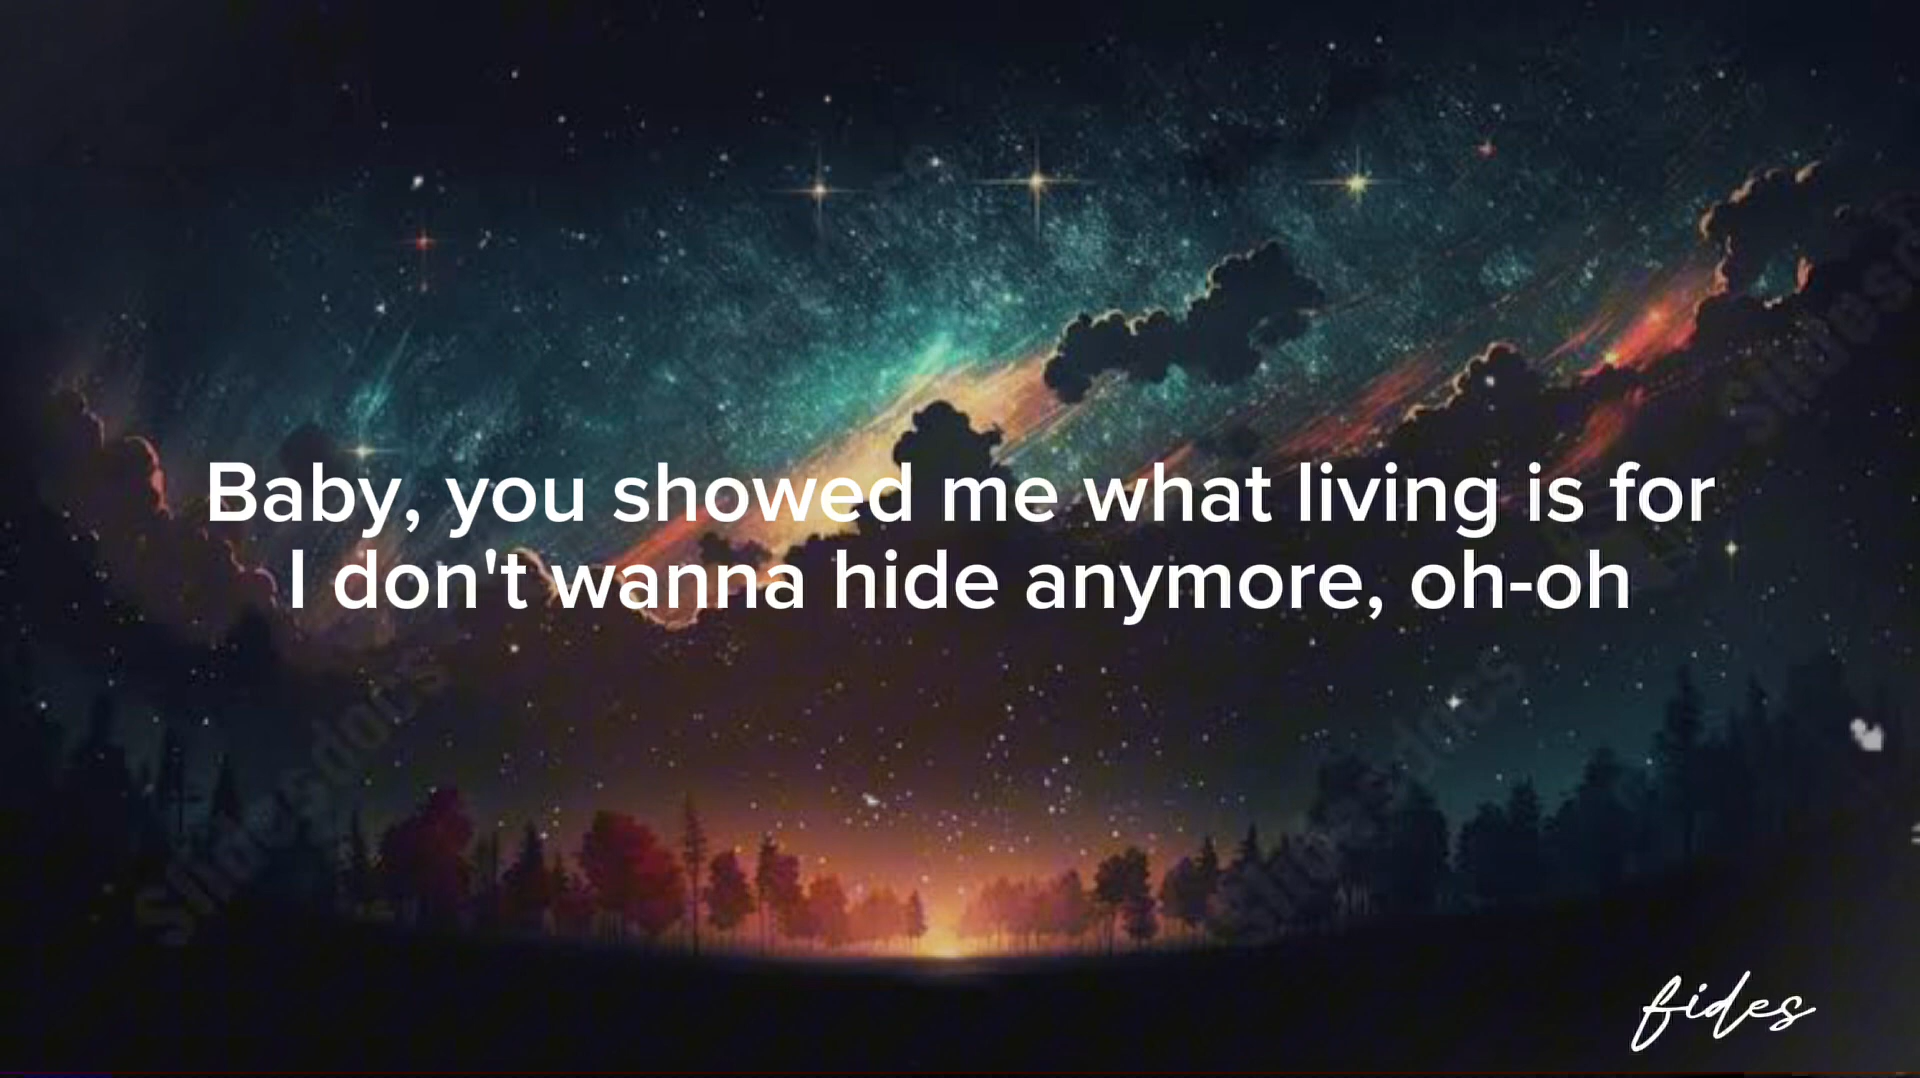 Baby, you showed me what living is for
I don't wanna hide anymore, oh-oh
fides